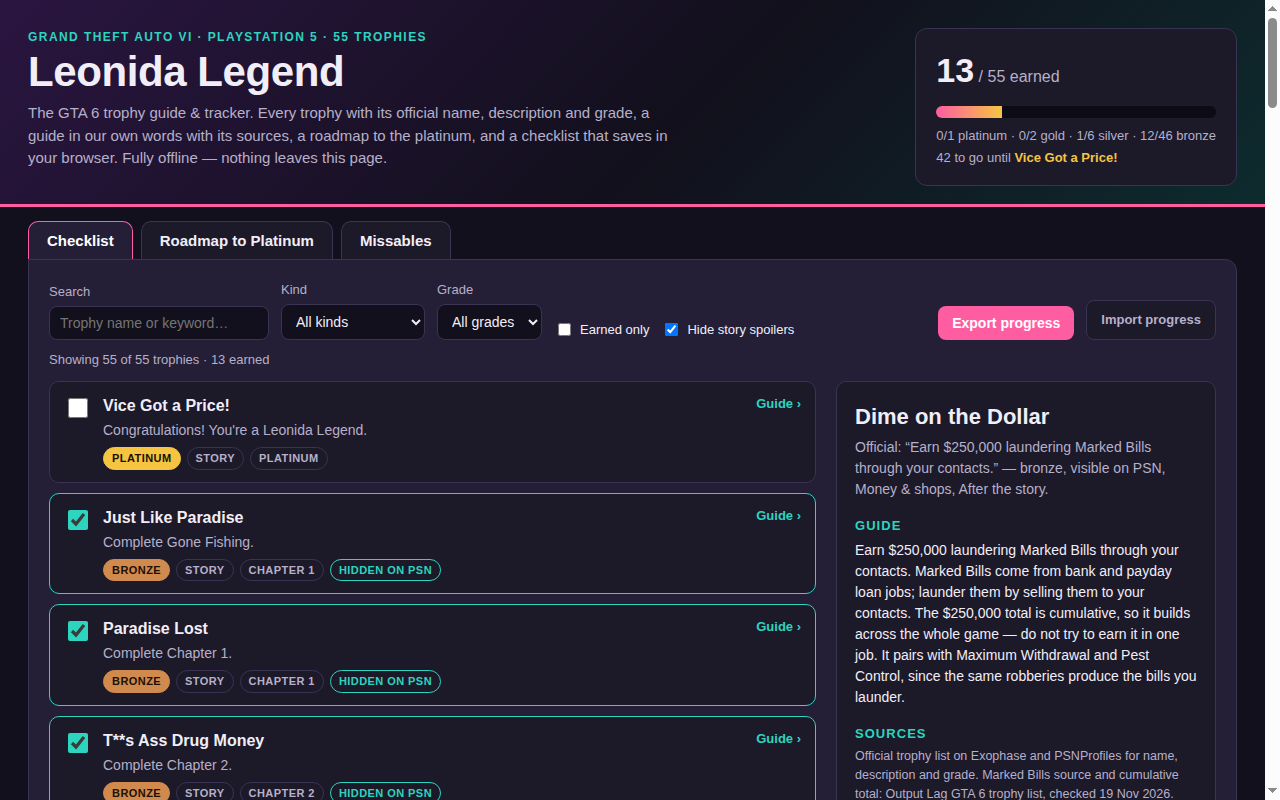 GRAND THEFT AUTO VI · PLAYSTATION 5 · 55 TROPHIES
Leonida Legend
The GTA 6 trophy guide & tracker. Every trophy with its official name, description and grade, a
guide in our own words with its sources, a roadmap to the platinum, and a checklist that saves in
your browser. Fully offline — nothing leaves this page.
13 / 55 earned
0/1 platinum · 0/2 gold · 1/6 silver · 12/46 bronze
42 to go until Vice Got a Price!
Checklist
Roadmap to Platinum
Missables
Search
Trophy name or keyword…
Kind
All kinds
Grade
All grades
Earned only
Hide story spoilers
Export progress
Import progress
Showing 55 of 55 trophies · 13 earned
Vice Got a Price!
Guide ›
Congratulations! You're a Leonida Legend.
PLATINUM STORY PLATINUM
Just Like Paradise
Guide ›
Complete Gone Fishing.
BRONZE STORY CHAPTER 1 HIDDEN ON PSN
Paradise Lost
Guide ›
Complete Chapter 1.
BRONZE STORY CHAPTER 1 HIDDEN ON PSN
T**s Ass Drug Money
Guide ›
Complete Chapter 2.
BRONZE STORY CHAPTER 2 HIDDEN ON PSN
Dime on the Dollar
Official: “Earn $250,000 laundering Marked Bills
through your contacts.” — bronze, visible on PSN,
Money & shops, After the story.
GUIDE
Earn $250,000 laundering Marked Bills through your
contacts. Marked Bills come from bank and payday
loan jobs; launder them by selling them to your
contacts. The $250,000 total is cumulative, so it builds
across the whole game — do not try to earn it in one
job. It pairs with Maximum Withdrawal and Pest
Control, since the same robberies produce the bills you
launder.
SOURCES
Official trophy list on Exophase and PSNProfiles for name,
description and grade. Marked Bills source and cumulative
total: Output Lag GTA 6 trophy list, checked 19 Nov 2026.